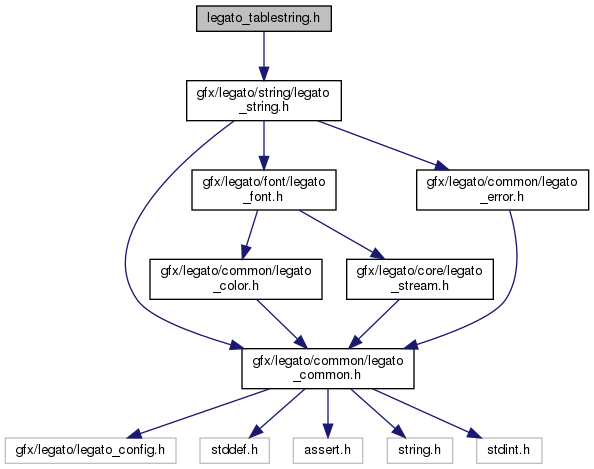 legato_tablestring.h
gfx/legato/string/legato
_string.h
gfx/legato/font/legato
_font.h
gfx/legato/common/legato
_error.h
gfx/legato/common/legato
_color.h
gfx/legato/core/legato
_stream.h
gfx/legato/common/legato
_common.h
gfx/legato/legato_config.h
stddef.h
assert.h
string.h
stdint.h